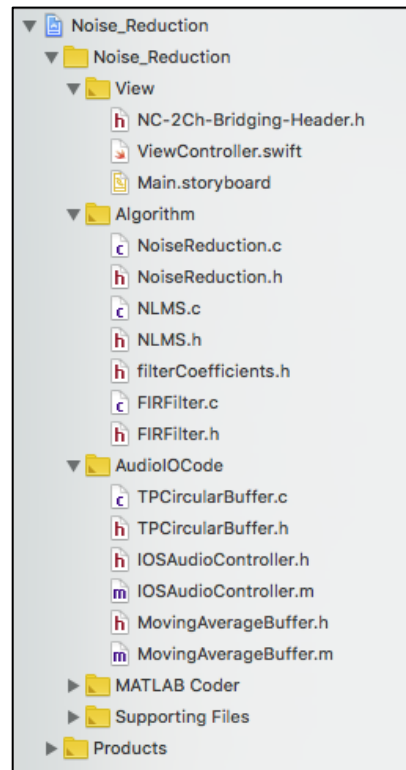 Noise_Reduction
Noise_Reduction
View
h NC-2Ch-Bridging-Header.h
ViewController.swift
Main.storyboard
Algorithm
c NoiseReduction.c
h NoiseReduction.h
c NLMS.c
h NLMS.h
h filterCoefficients.h
c FIRFilter.c
h FIRFilter.h
AudioIOCode
c TPCircularBuffer.c
h TPCircularBuffer.h
h IOSAudioController.h
m IOSAudioController.m
h MovingAverageBuffer.h
m MovingAverageBuffer.m
MATLAB Coder
Supporting Files
Products